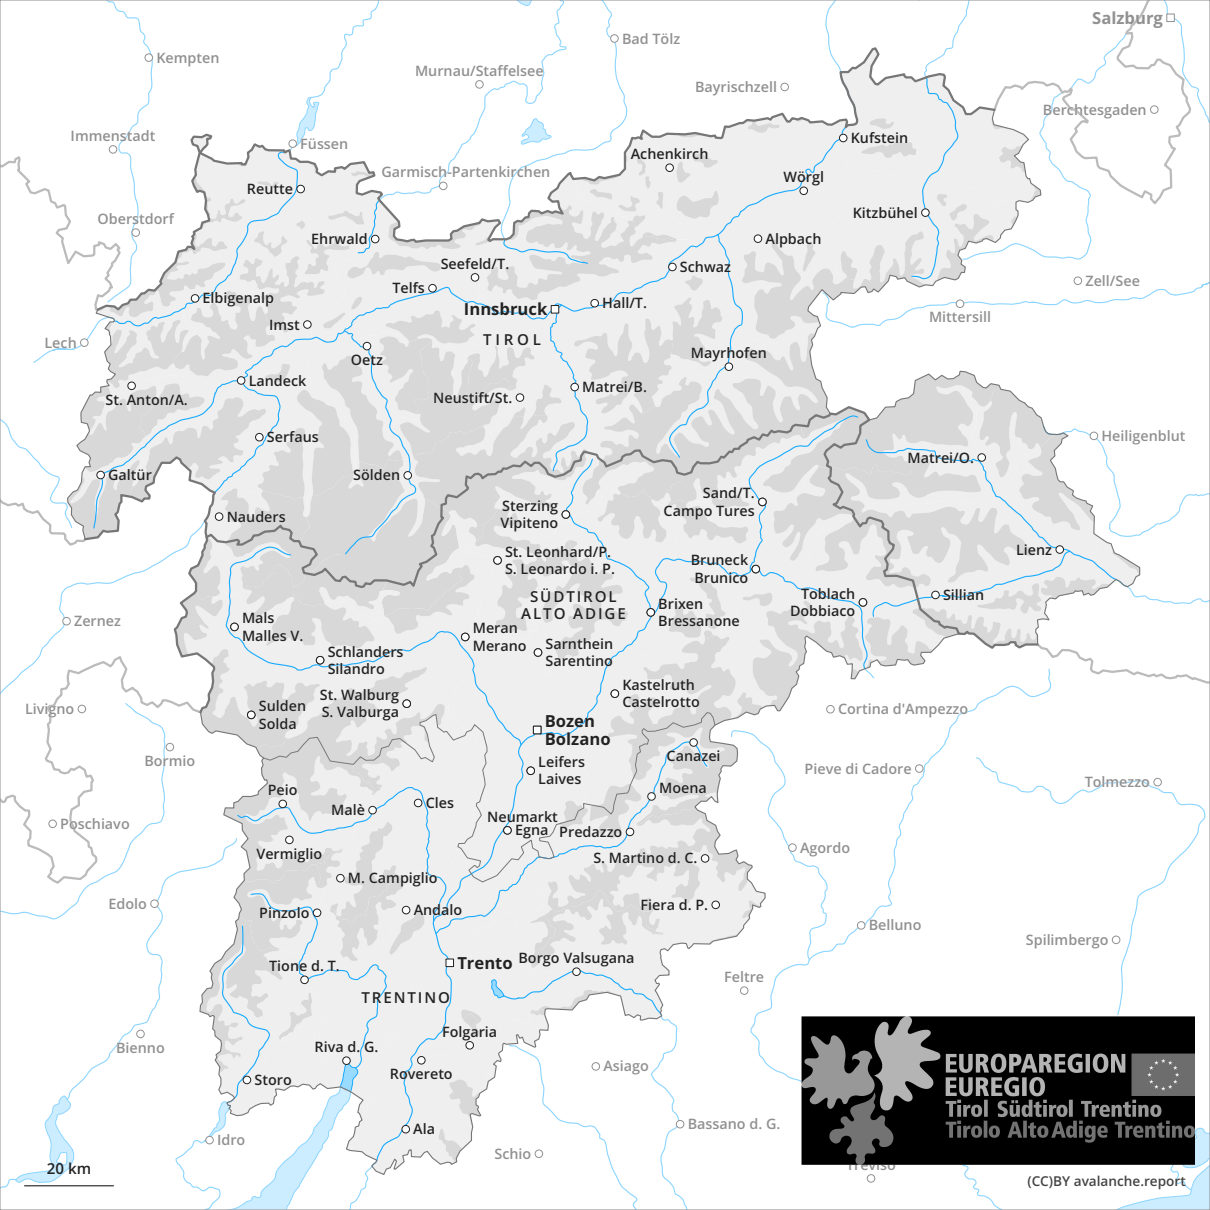 Salzburg
Bad Tölz
Kempten
Murnau/Staffelsee
Bayrischzell
Berchtesgaden
Immenstadt
Füssen
Kufstein
Achenkirch
Garmisch-Partenkirchen
Wörgl
Reutte
Kitzbühel
Oberstdorf
Ehrwald
Alpbach
Seefeld/T.
Schwaz
Zell/See
Telfs
Elbigenalp
Hall/T.
Innsbruck
Mittersill
Imst
TIROL
Lech
Oetz
Mayrhofen
Landeck
Matrei/B.
St. Anton/A.
Neustift/St.
Serfaus
Heiligenblut
Matrei/O.
Galtür
Sölden
Sand/T.
Campo Tures
Sterzing
Vipiteno
Nauders
St. Leonhard/P.
S. Leonardo i. P.
Lienz
Bruneck
Brunico
SÜDTIROL
ALTO ADIGE
Toblach
Dobbiaco
Sillian
Brixen
Bressanone
Zernez
Mals
Malles V.
Meran
Merano
Sarnthein
Sarentino
Schlanders
Silandro
St. Walburg
S. Valburga
Kastelruth
Castelrotto
Livigno
Sulden
Solda
Cortina d'Ampezzo
Bozen
Bolzano
Bormio
Canazei
Leifers
Laives
Pieve di Cadore
Tolmezzo
Peio
Moena
Malè
Cles
Neumarkt
Egna
Predazzo
Poschiavo
Vermiglio
Agordo
S. Martino d. C.
M. Campiglio
Edolo
Pinzolo
Andalo
Fiera d. P.
Belluno
Spilimbergo
Tione d. T.
Trento
Borgo Valsugana
Feltre
TRENTINO
Folgaria
Bienno
Riva d. G.
Rovereto
Asiago
Storo
EUROPAREGION
EUREGIO
Tirol Südtirol Trentino
Tirolo Alto Adige Trentino
Idro
Ala
Bassano d. G.
Schio
Treviso
20 km
(CC)BY avalanche.report